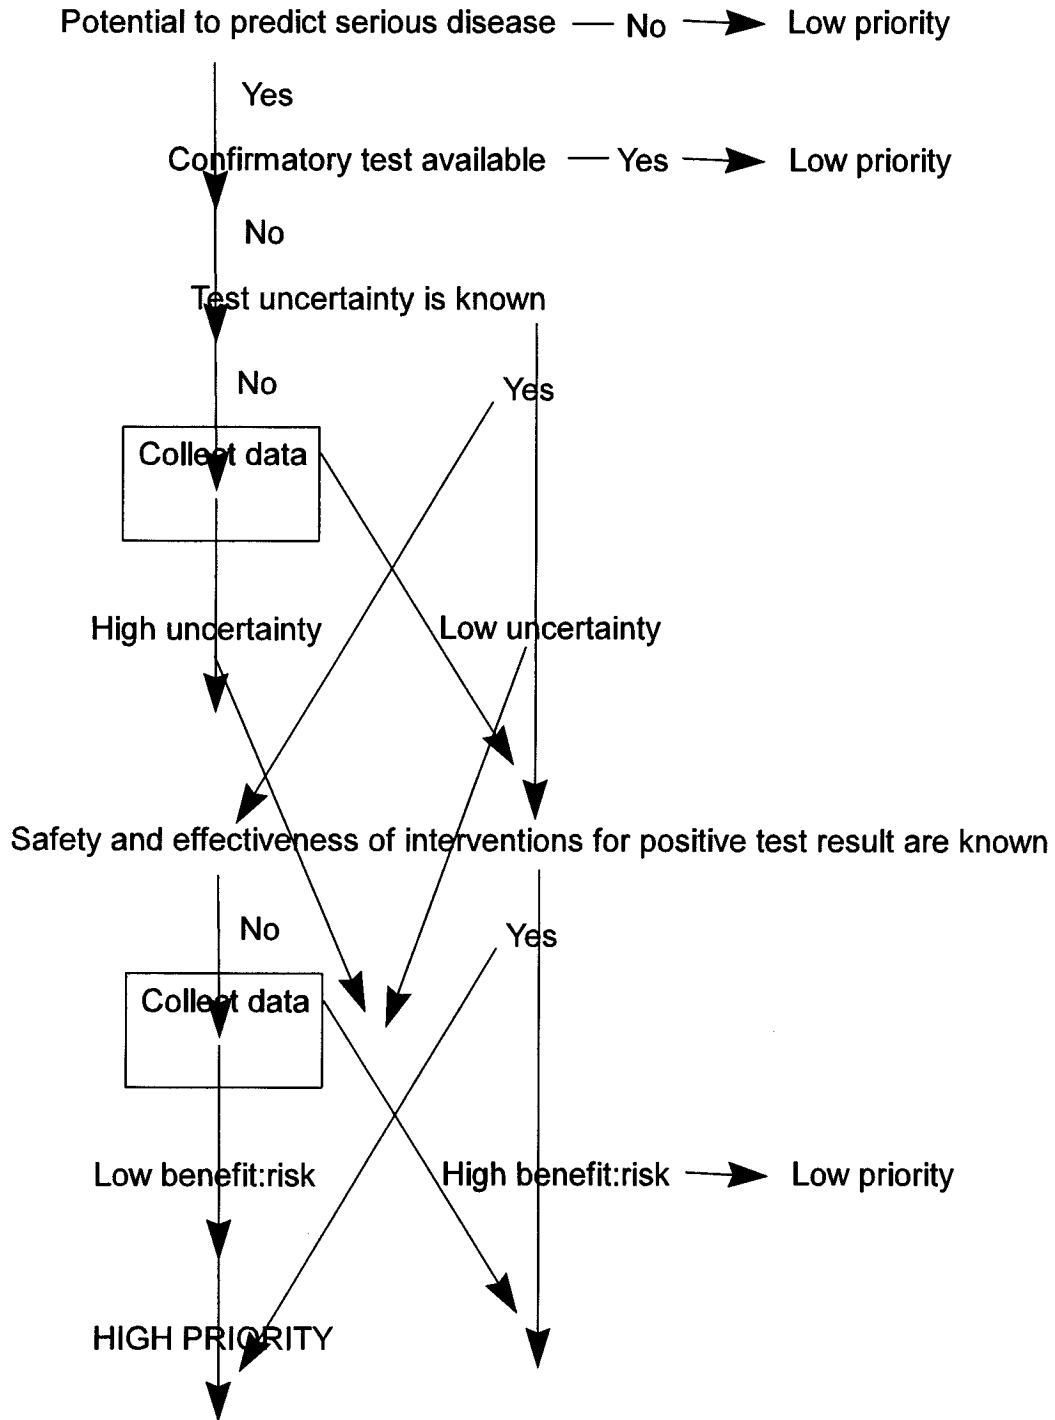 Potential to predict serious disease — No → Low priority
Yes
Confirmatory test available — Yes → Low priority
No
Test uncertainty is known
No Yes
Collect data
High uncertainty Low uncertainty
Safety and effectiveness of interventions for positive test result are known
No Yes
Collect data
Low benefit:risk High benefit:risk → Low priority
HIGH PRIORITY